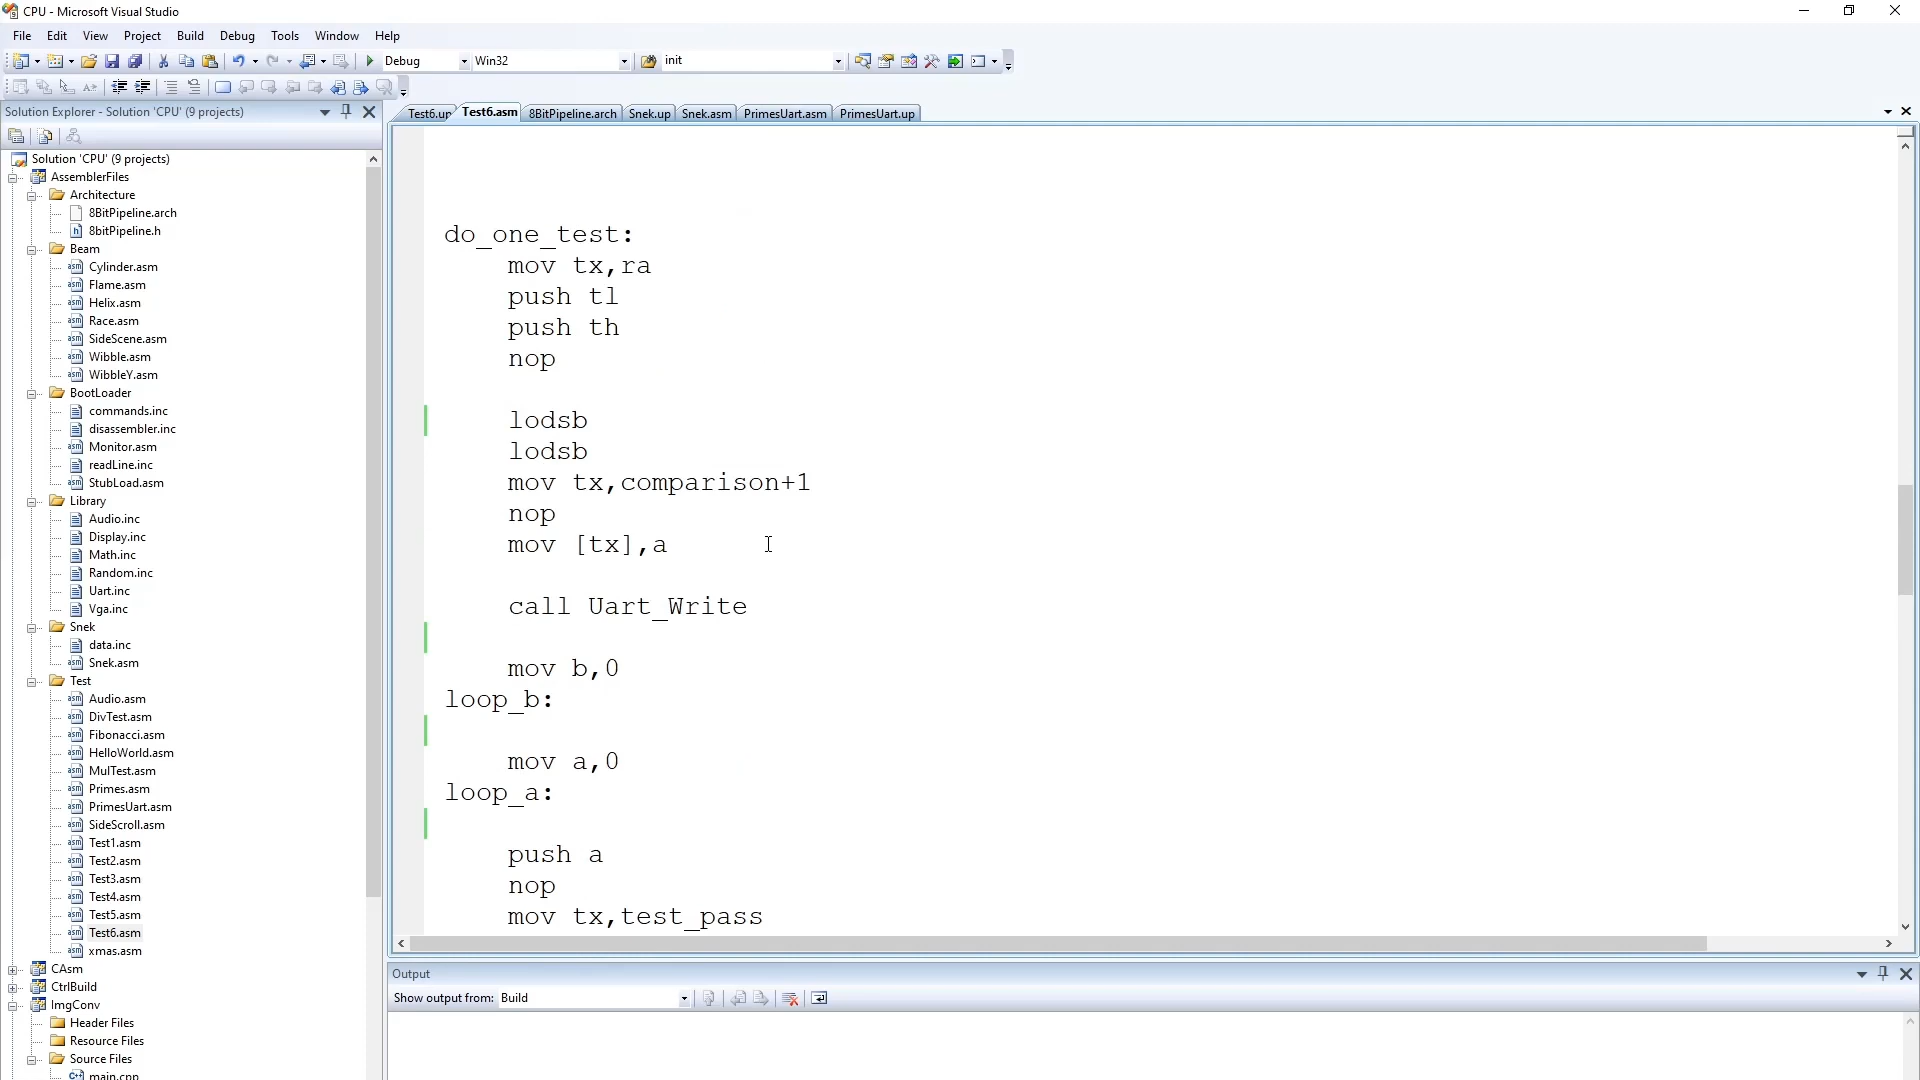 CPU - Microsoft Visual Studio
File Edit View Project Build Debug Tools Window Help
Debug Win32 init
Solution Explorer - Solution 'CPU' (9 projects)
Test6.up Test6.asm 8BitPipeline.arch Snek.up Snek.asm PrimesUart.asm PrimesUart.up
Solution 'CPU' (9 projects)
AssemblerFiles
Architecture
8BitPipeline.arch
8bitPipeline.h
Beam
Cylinder.asm
Flame.asm
Helix.asm
Race.asm
SideScene.asm
Wibble.asm
WibbleY.asm
BootLoader
commands.inc
disassembler.inc
Monitor.asm
readLine.inc
StubLoad.asm
Library
Audio.inc
Display.inc
Math.inc
Random.inc
Uart.inc
Vga.inc
Snek
data.inc
Snek.asm
Test
Audio.asm
DivTest.asm
Fibonacci.asm
HelloWorld.asm
MulTest.asm
Primes.asm
PrimesUart.asm
SideScroll.asm
Test1.asm
Test2.asm
Test3.asm
Test4.asm
Test5.asm
Test6.asm
xmas.asm
CAsm
CtrlBuild
ImgConv
Header Files
Resource Files
Source Files
main.cpp
do_one_test:
mov tx,ra
push tl
push th
nop
lodsb
lodsb
mov tx,comparison+1
nop
mov [tx],a
call Uart_Write
mov b,0
loop_b:
mov a,0
loop_a:
push a
nop
mov tx,test_pass
Output
Show output from: Build